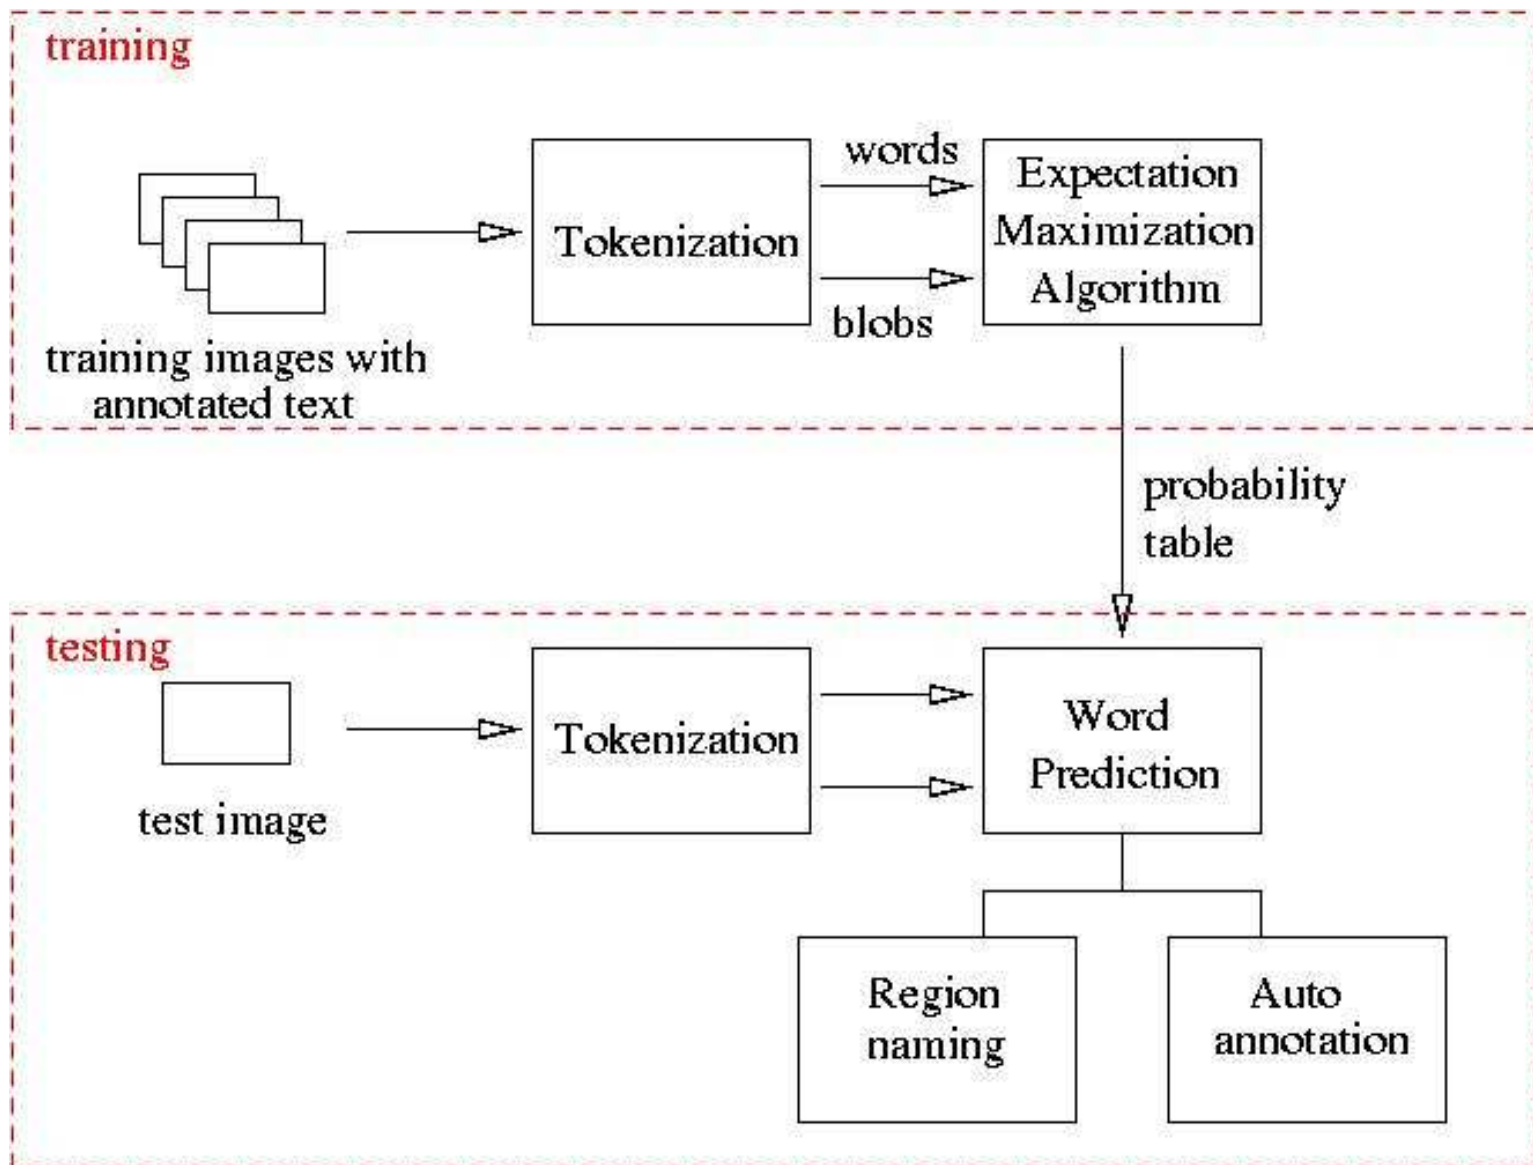 training
words
Expectation
Maximization
Algorithm
Tokenization
blobs
training images with
annotated text
probability
table
testing
Word
Prediction
Tokenization
test image
Region
naming
Auto
annotation